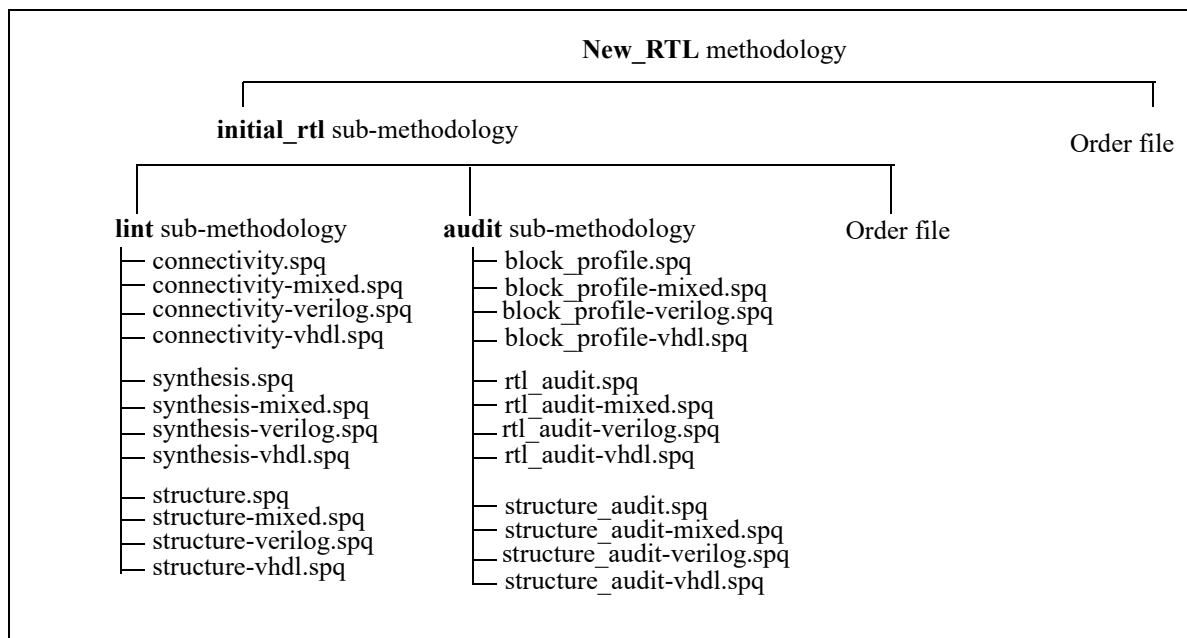 New_RTL methodology
initial_rtl sub-methodology
Order file
lint sub-methodology
connectivity.spq
connectivity-mixed.spq
connectivity-verilog.spq
connectivity-vhdl.spq
synthesis.spq
synthesis-mixed.spq
synthesis-verilog.spq
synthesis-vhdl.spq
structure.spq
structure-mixed.spq
structure-verilog.spq
structure-vhdl.spq
audit sub-methodology
block_profile.spq
block_profile-mixed.spq
block_profile-verilog.spq
block_profile-vhdl.spq
rtl_audit.spq
rtl_audit-mixed.spq
rtl_audit-verilog.spq
rtl_audit-vhdl.spq
structure_audit.spq
structure_audit-mixed.spq
structure_audit-verilog.spq
structure_audit-vhdl.spq
Order file